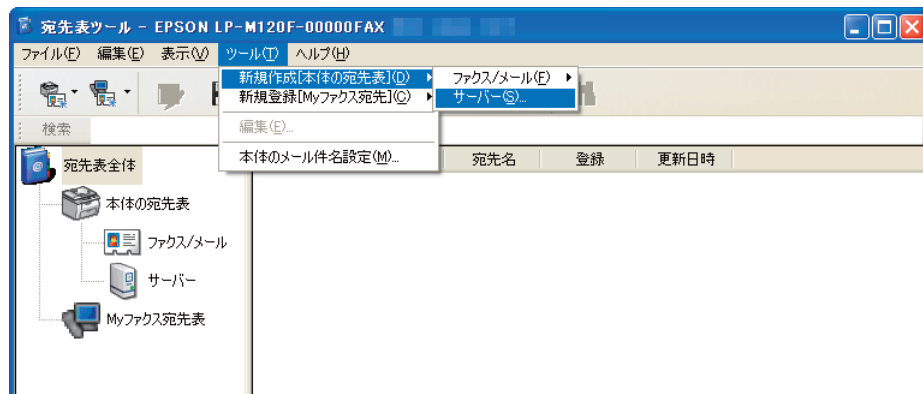 宛先表ツール - EPSON LP-M120F-00000FAX
ファイル(F) 編集(E) 表示(V) ツール(T) ヘルプ(H)
新規作成[本体の宛先表](D) ファクス/メール(F)
新規登録[Myファクス宛先](C) サーバー(S)...
検索
編集(E)...
本体のメール件名設定(M)...
宛先名 登録 更新日時
宛先表全体
本体の宛先表
ファクス/メール
サーバー
Myファクス宛先表